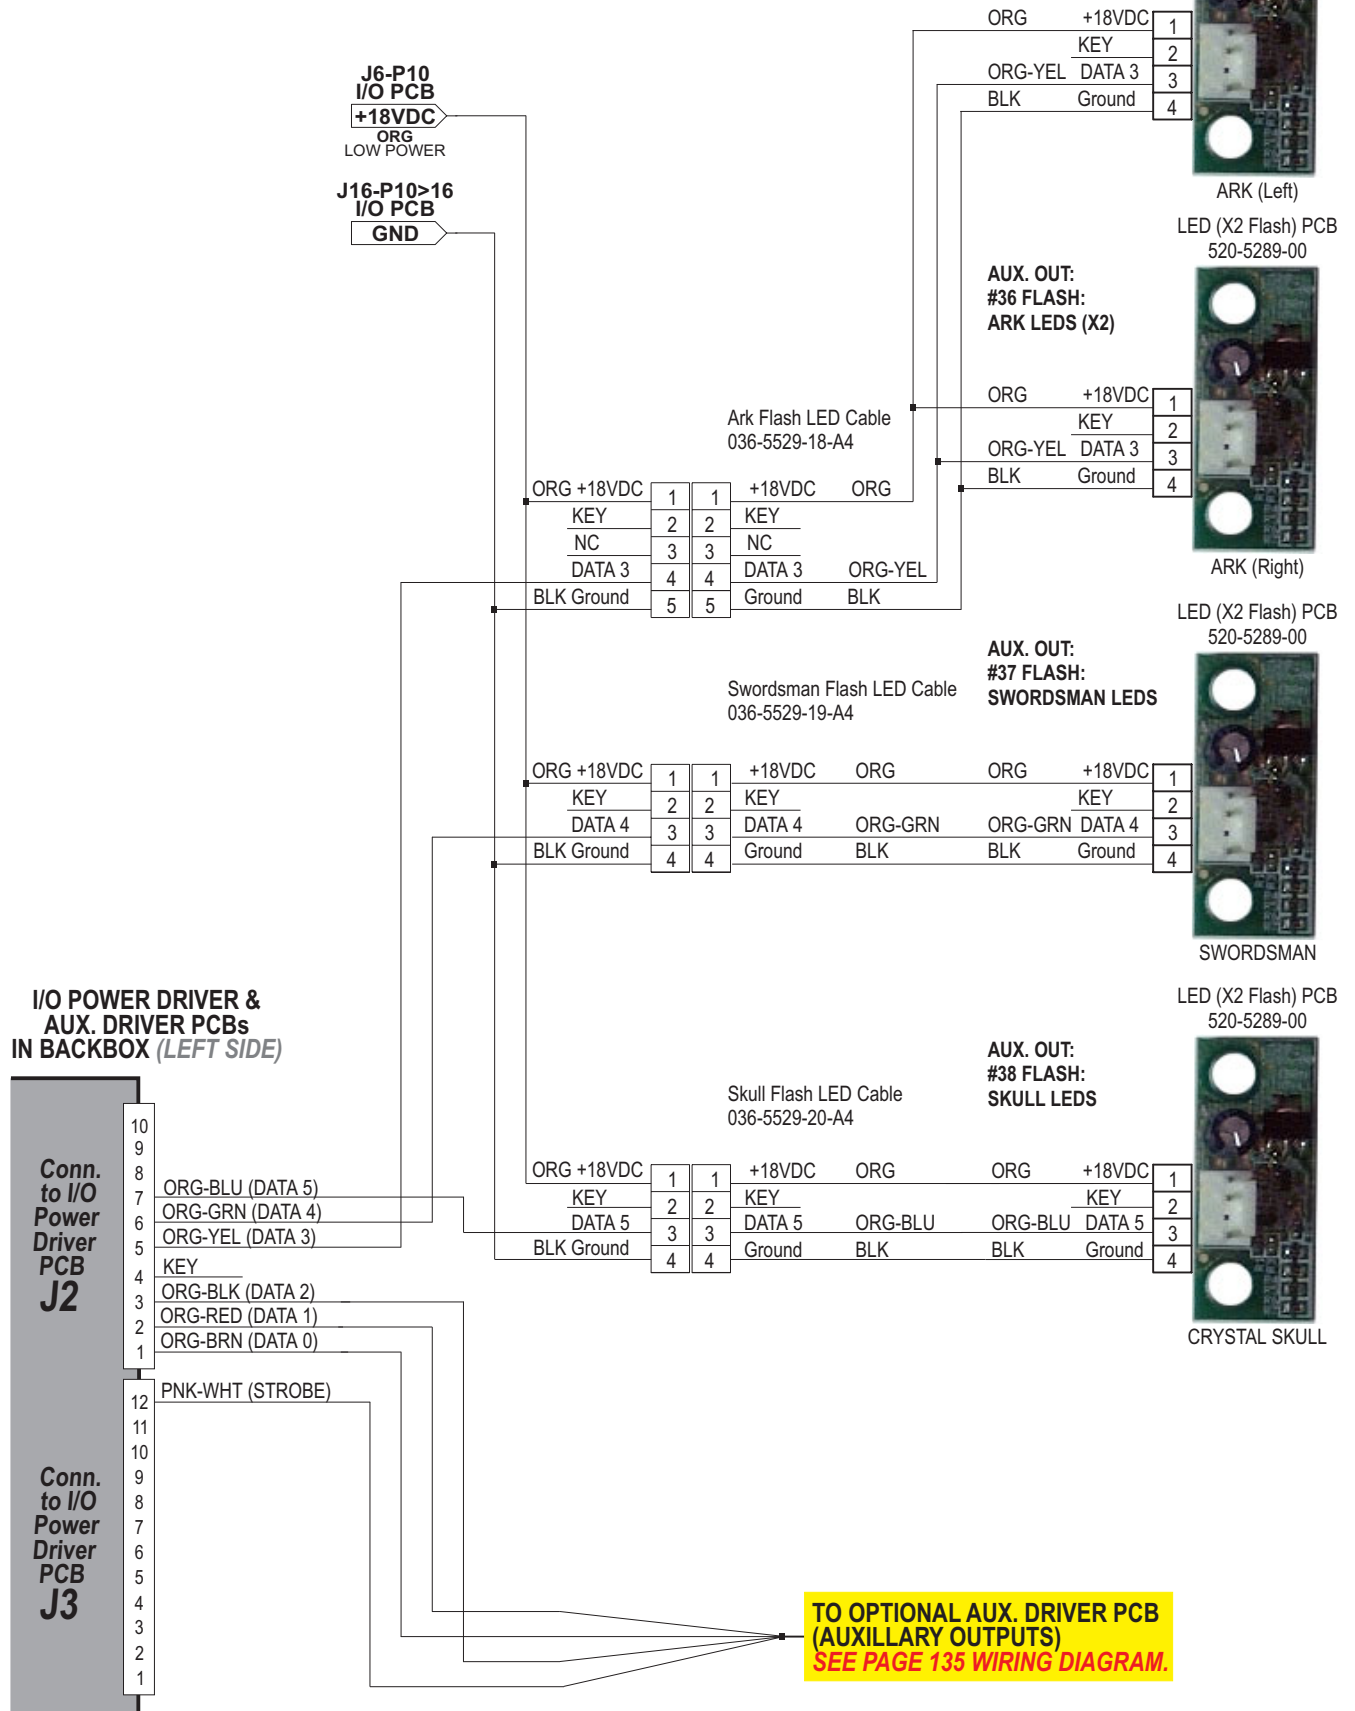 ORG +18VDC 1
KEY 2
ORG-YEL DATA 3 3
BLK Ground 4
ARK (Left)
J6-P10
I/O PCB
+18VDC
ORG
LOW POWER
J16-P10>16
I/O PCB
GND
LED (X2 Flash) PCB
520-5289-00
AUX. OUT:
#36 FLASH:
ARK LEDS (X2)
ORG +18VDC 1
KEY 2
ORG-YEL DATA 3 3
BLK Ground 4
ARK (Right)
Ark Flash LED Cable
036-5529-18-A4
ORG +18VDC 1 1 +18VDC ORG
KEY 2 2 KEY
NC 3 3 NC
DATA 3 4 4 DATA 3 ORG-YEL
BLK Ground 5 5 Ground BLK
LED (X2 Flash) PCB
520-5289-00
AUX. OUT:
#37 FLASH:
SWORDSMAN LEDS
Swordsman Flash LED Cable
036-5529-19-A4
ORG +18VDC 1 1 +18VDC ORG ORG +18VDC 1
KEY 2 2 KEY KEY 2
DATA 4 3 3 DATA 4 ORG-GRN ORG-GRN DATA 4 3
BLK Ground 4 4 Ground BLK BLK Ground 4
SWORDSMAN
LED (X2 Flash) PCB
520-5289-00
AUX. OUT:
#38 FLASH:
SKULL LEDS
Skull Flash LED Cable
036-5529-20-A4
ORG +18VDC 1 1 +18VDC ORG ORG +18VDC 1
KEY 2 2 KEY KEY 2
DATA 5 3 3 DATA 5 ORG-BLU ORG-BLU DATA 5 3
BLK Ground 4 4 Ground BLK BLK Ground 4
CRYSTAL SKULL
I/O POWER DRIVER &
AUX. DRIVER PCBs
IN BACKBOX (LEFT SIDE)
Conn.
to I/O
Power
Driver
PCB
J2
10
9
8
7 ORG-BLU (DATA 5)
6 ORG-GRN (DATA 4)
5 ORG-YEL (DATA 3)
4 KEY
3 ORG-BLK (DATA 2)
2 ORG-RED (DATA 1)
1 ORG-BRN (DATA 0)
Conn.
to I/O
Power
Driver
PCB
J3
12 PNK-WHT (STROBE)
11
10
9
8
7
6
5
4
3
2
1
TO OPTIONAL AUX. DRIVER PCB
(AUXILLARY OUTPUTS)
SEE PAGE 135 WIRING DIAGRAM.